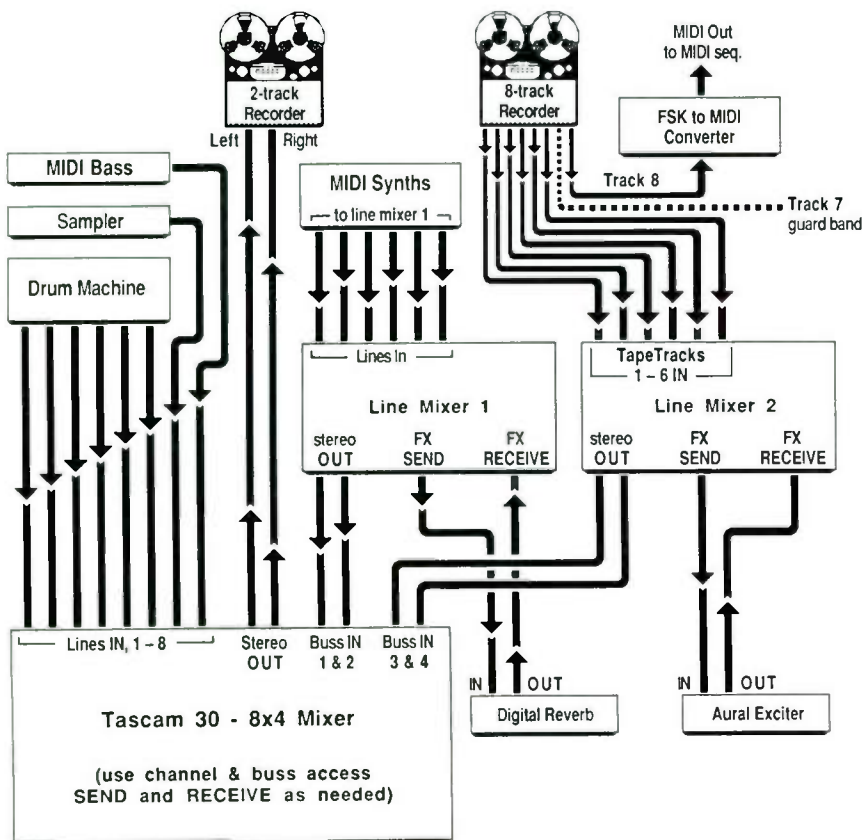 MIDI Out
to MIDI seq.
2-track
Recorder
8-track
Recorder
FSK to MIDI
Converter
Left
Right
MIDI Bass
MIDI Synths
to line mixer 1
Track 8
Track 7
guard band
Sampler
Drum Machine
Lines In
Line Mixer 1
stereo
OUT
FX
SEND
FX
RECEIVE
TapeTracks
1 – 6 IN
Line Mixer 2
stereo
OUT
FX
SEND
FX
RECEIVE
Lines IN, 1 – 8
Stereo
OUT
Buss IN
1 & 2
Buss IN
3 & 4
IN
OUT
Digital Reverb
IN
OUT
Aural Exciter
Tascam 30 - 8x4 Mixer
(use channel & buss access
SEND and RECEIVE as needed)